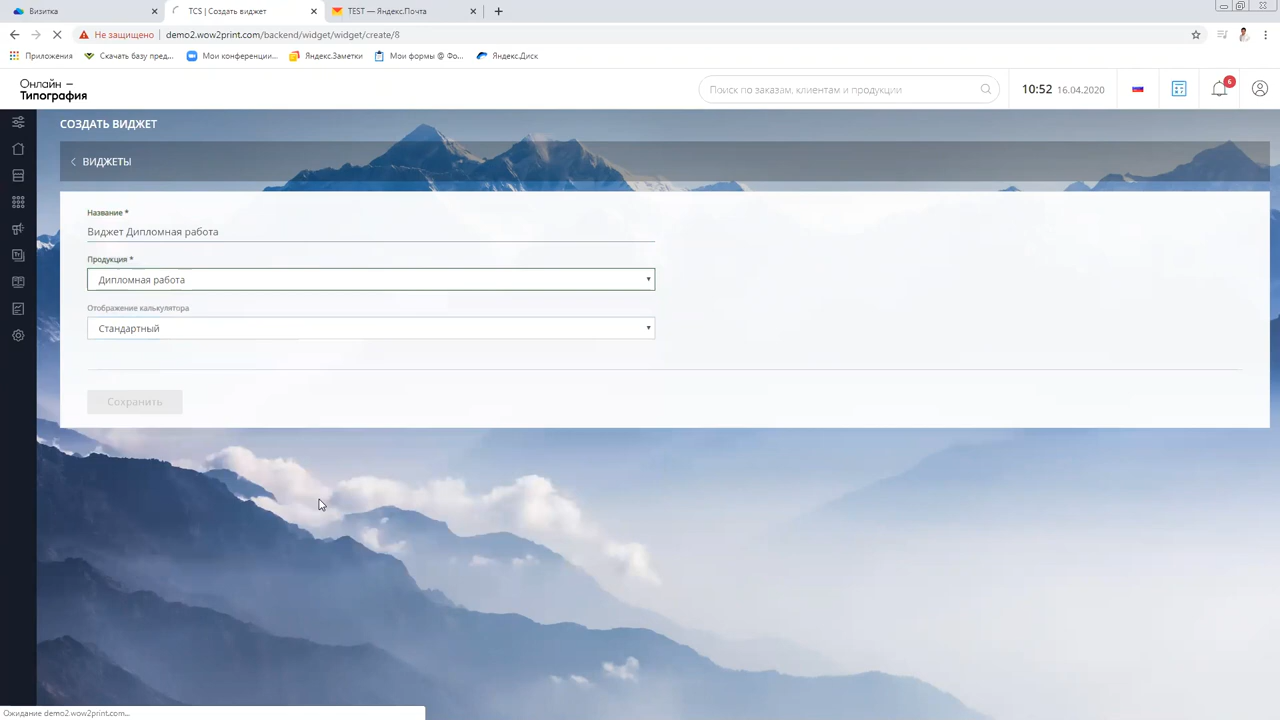 Визитка
TCS | Создать виджет
TEST — Яндекс.Почта
Не защищено
demo2.wow2print.com/backend/widget/widget/create/8
Приложения
Скачать базу пред...
Мои конференции...
Яндекс.Заметки
Мои формы @ Фо...
Яндекс.Диск
Онлайн —
Типография
Поиск по заказам, клиентам и продукции
10:52 16.04.2020
6
СОЗДАТЬ ВИДЖЕТ
ВИДЖЕТЫ
Название *
Виджет Дипломная работа
Продукция *
Дипломная работа
Отображение калькулятора
Стандартный
Сохранить
Ожидание demo2.wow2print.com...